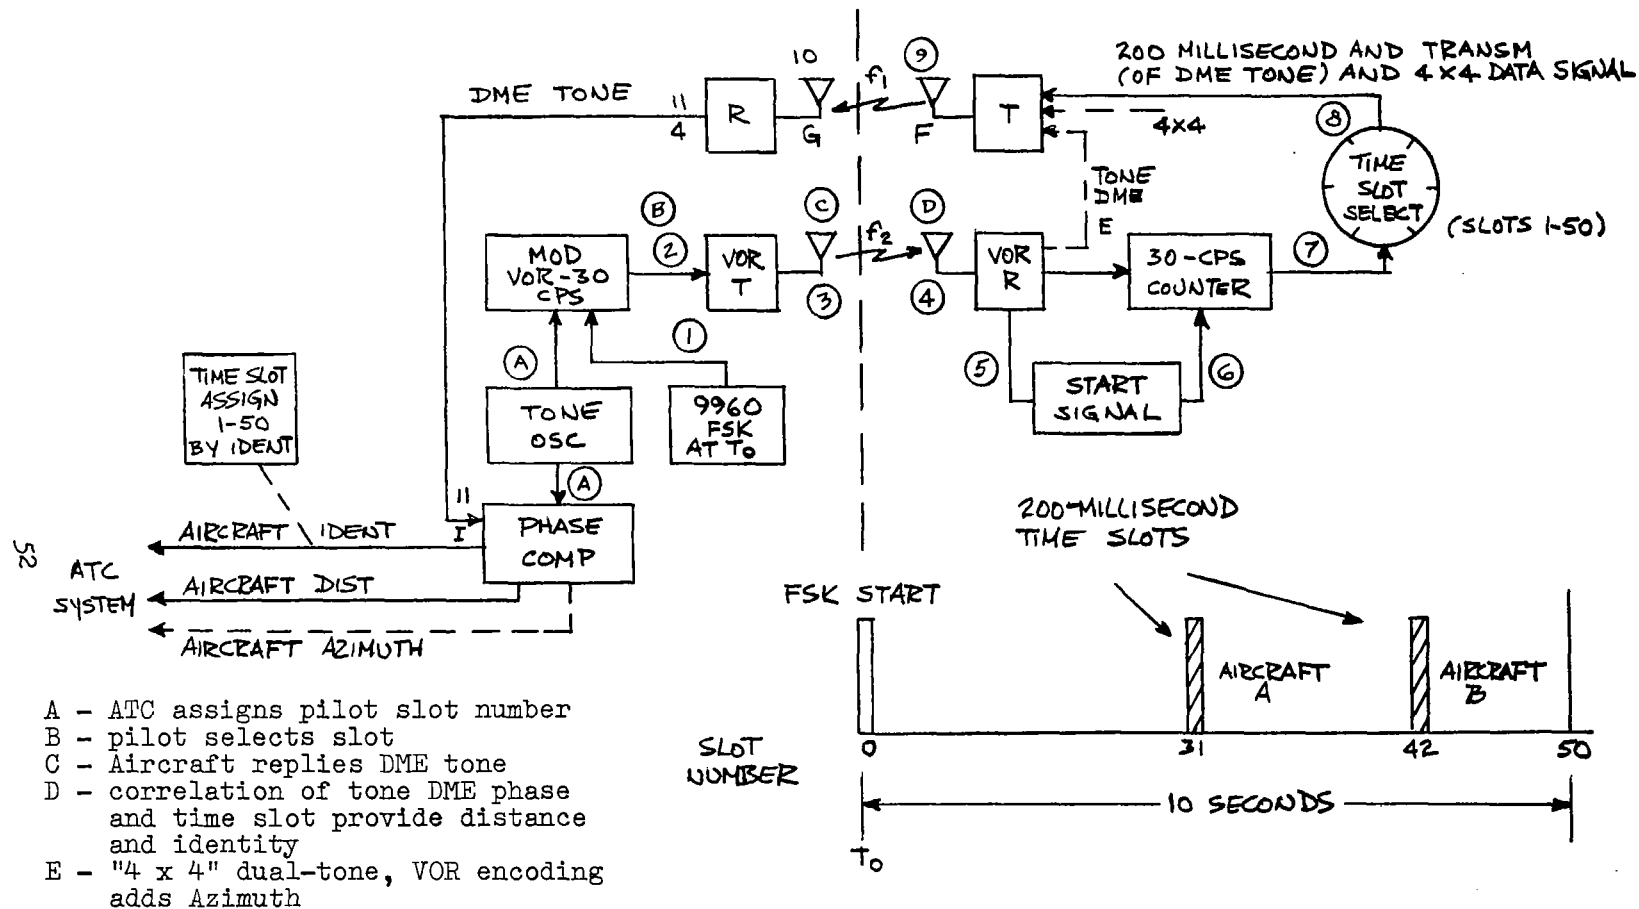 200 MILLISECOND AND TRANSM
(OF DME TONE) AND 4X4 DATA SIGNAL
10
9
f1
DME TONE
11
4
R
G
F
T
4X4
8
TIME
SLOT
SELECT
(SLOTS 1-50)
TONE
DME
E
B
2
C
D
f2
MOD
VOR-30
CPS
VOR
T
3
4
VOR
R
30-CPS
COUNTER
7
1
A
5
6
START
SIGNAL
TIME SLOT
ASSIGN
1-50
BY IDENT
TONE
OSC
9960
FSK
AT T0
A
11
I
PHASE
COMP
AIRCRAFT IDENT
AIRCRAFT DIST
AIRCRAFT AZIMUTH
ATC
SYSTEM
52
200-MILLISECOND
TIME SLOTS
FSK START
AIRCRAFT
A
AIRCRAFT
B
SLOT
NUMBER
0
31
42
50
10 SECONDS
T0
A - ATC assigns pilot slot number
B - pilot selects slot
C - Aircraft replies DME tone
D - correlation of tone DME phase
and time slot provide distance
and identity
E - "4 x 4" dual-tone, VOR encoding
adds Azimuth